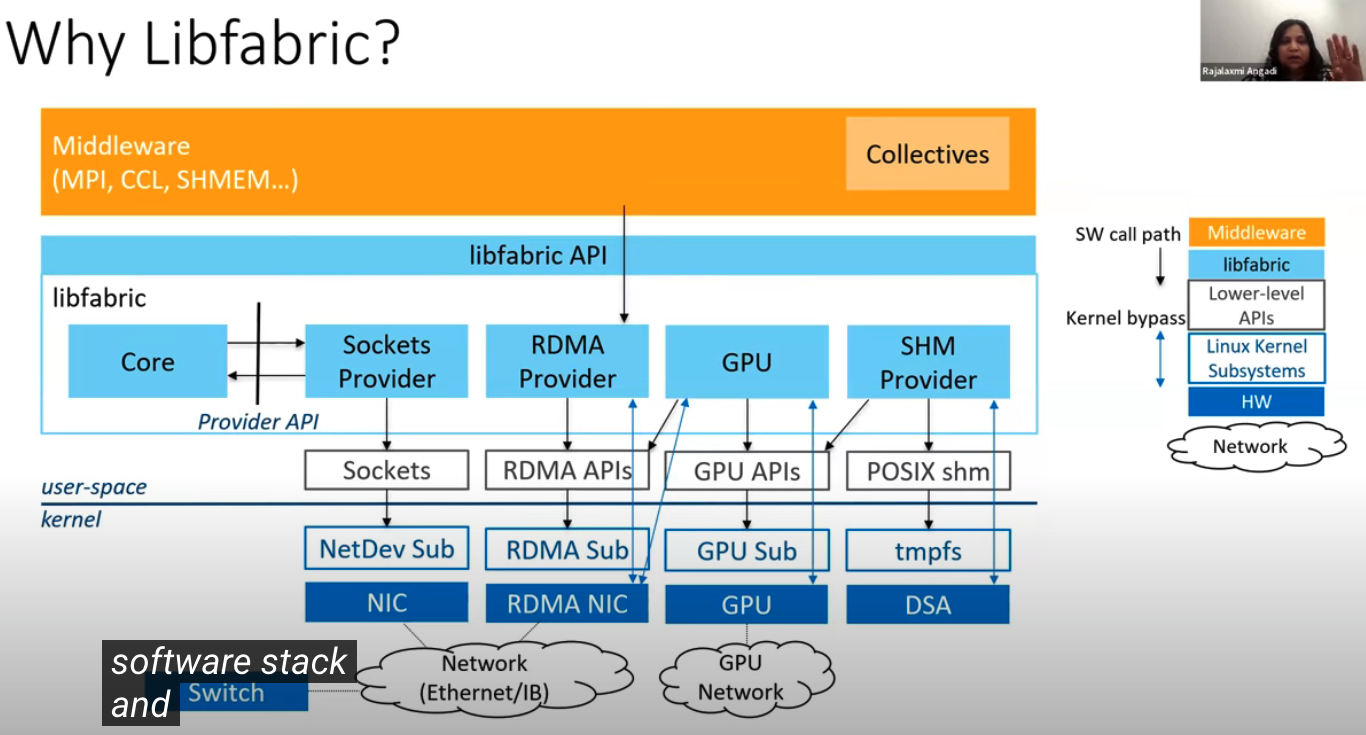 Why Libfabric?
Rajalaxmi Angadi
Middleware
(MPI, CCL, SHMEM...)
Collectives
libfabric API
libfabric
Core
Sockets
Provider
RDMA
Provider
GPU
SHM
Provider
Provider API
Sockets
RDMA APIs
GPU APIs
POSIX shm
user-space
kernel
NetDev Sub
RDMA Sub
GPU Sub
tmpfs
NIC
RDMA NIC
GPU
DSA
Network
(Ethernet/IB)
GPU
Network
Switch
software stack
and
SW call path
Kernel bypass
Middleware
libfabric
Lower-level
APIs
Linux Kernel
Subsystems
HW
Network